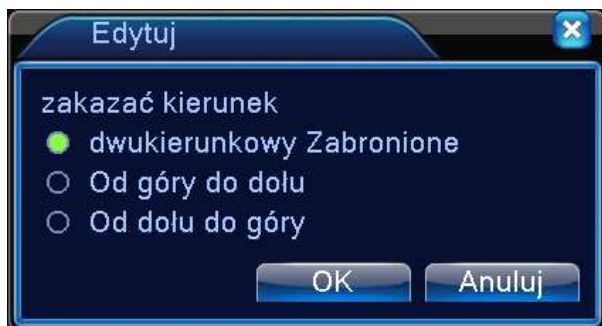 Edytuj
zakazać kierunek
dwukierunkowy Zabronione
Od góry do dołu
Od dołu do góry
OK Anuluj